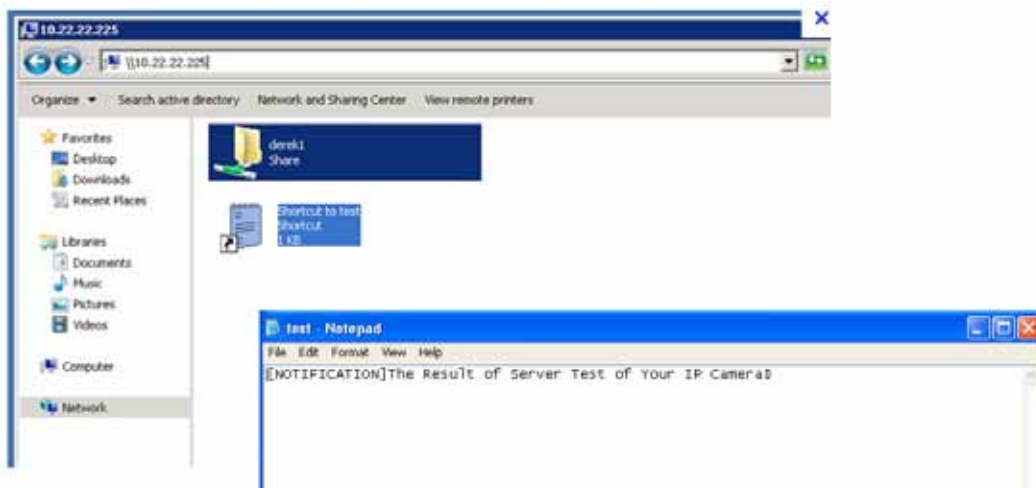 10.22.22.225
\\10.22.22.225
Organize Search active directory Network and Sharing Center View remote printers
Favorites
Desktop
Downloads
Recent Places
Libraries
Documents
Music
Pictures
Videos
Computer
Network
derek1
Share
Shortcut to test
Shortcut
1 KB
test - Notepad
File Edit Format View Help
[NOTIFICATION]The Result of Server Test of Your IP Camera